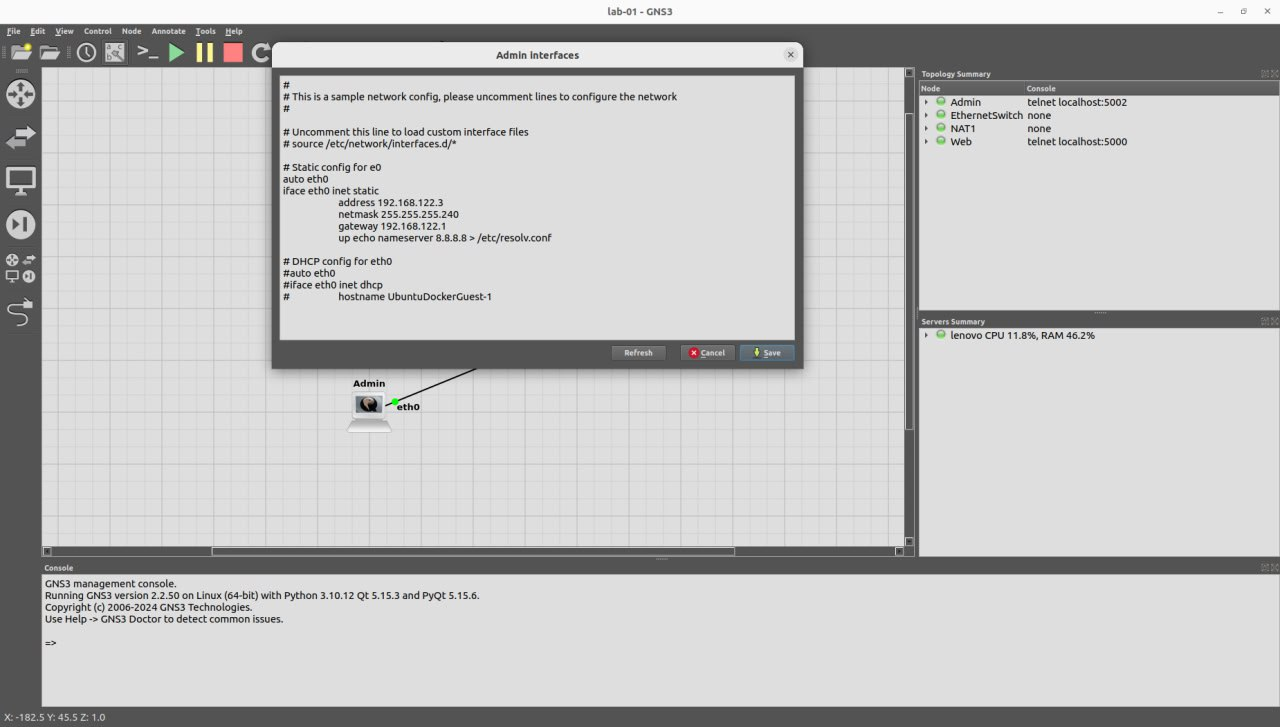 lab-01 - GNS3
File Edit View Control Node Annotate Tools Help
Admin interfaces
#
# This is a sample network config, please uncomment lines to configure the network
#
# Uncomment this line to load custom interface files
# source /etc/network/interfaces.d/*
# Static config for e0
auto eth0
iface eth0 inet static
address 192.168.122.3
netmask 255.255.255.240
gateway 192.168.122.1
up echo nameserver 8.8.8.8 > /etc/resolv.conf
# DHCP config for eth0
#auto eth0
#iface eth0 inet dhcp
# hostname UbuntuDockerGuest-1
Refresh Cancel Save
Admin
eth0
Topology Summary
Node Console
Admin telnet localhost:5002
EthernetSwitch none
NAT1 none
Web telnet localhost:5000
Servers Summary
lenovo CPU 11.8%, RAM 46.2%
Console
GNS3 management console.
Running GNS3 version 2.2.50 on Linux (64-bit) with Python 3.10.12 Qt 5.15.3 and PyQt 5.15.6.
Copyright (c) 2006-2024 GNS3 Technologies.
Use Help -> GNS3 Doctor to detect common issues.
=>
X: -182.5 Y: 45.5 Z: 1.0